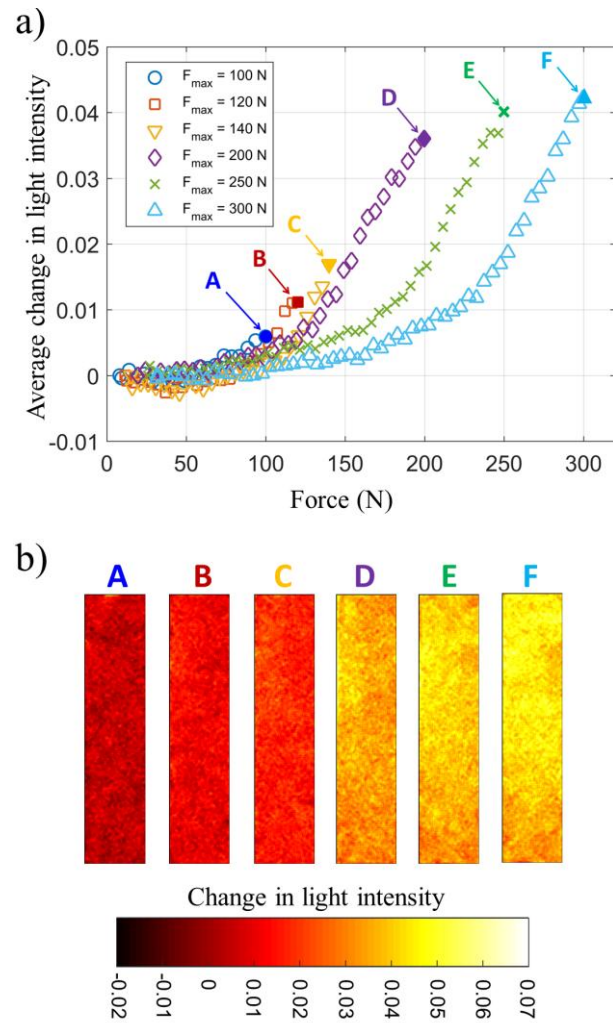 a)
0.05
0.04
0.03
0.02
0.01
0
-0.01
Average change in light intensity
F_max = 100 N
F_max = 120 N
F_max = 140 N
F_max = 200 N
F_max = 250 N
F_max = 300 N
A
B
C
D
E
F
0 50 100 150 200 250 300
Force (N)
b)
A B C D E F
Change in light intensity
-0.02 -0.01 0 0.01 0.02 0.03 0.04 0.05 0.06 0.07